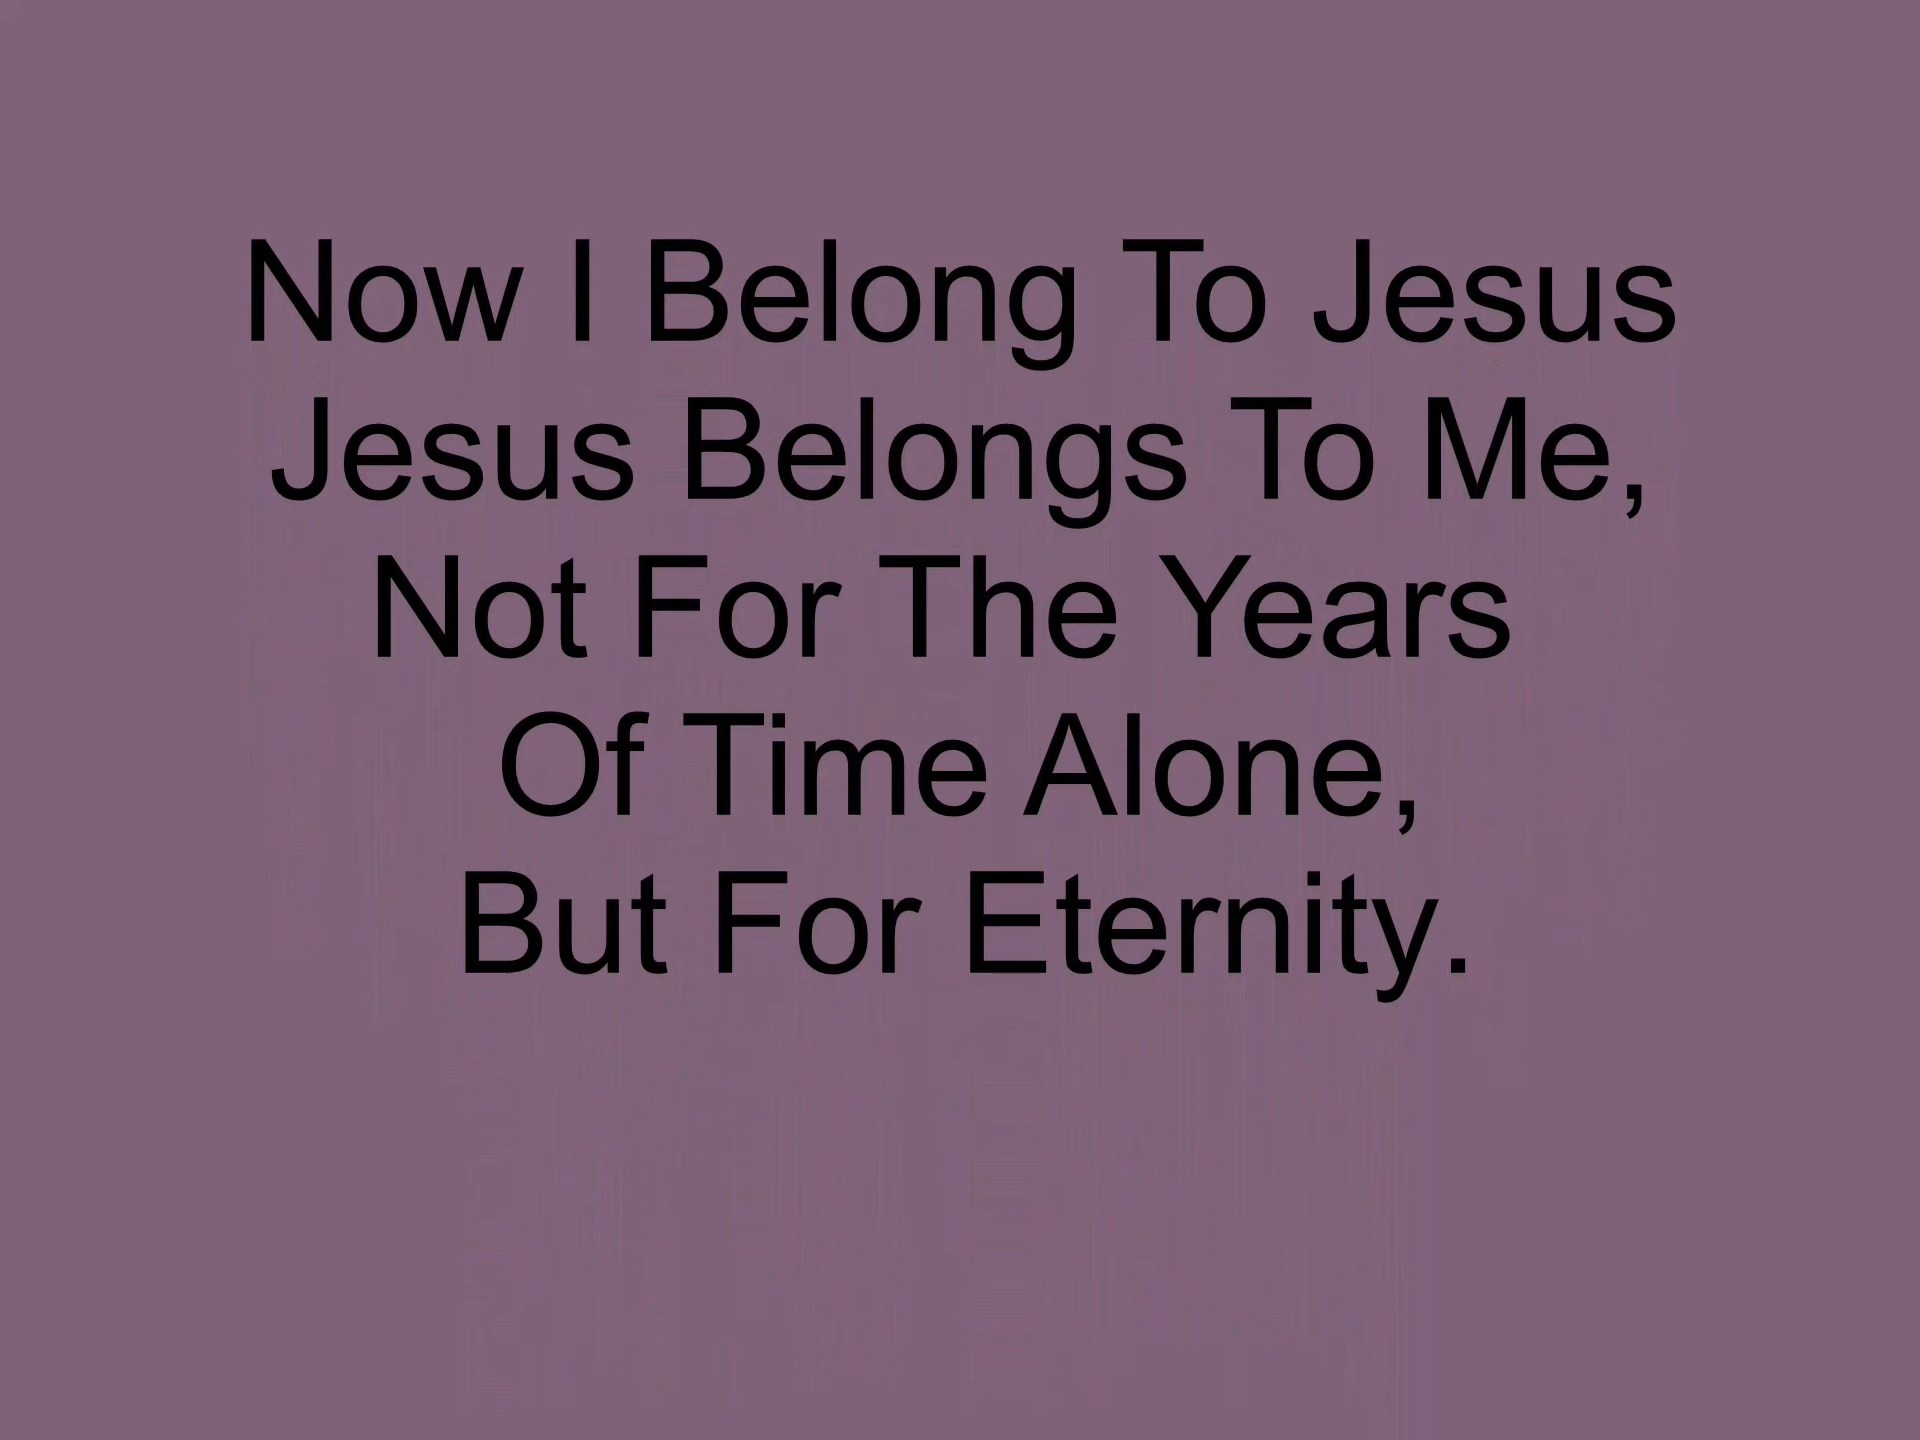 Now I Belong To Jesus
Jesus Belongs To Me,
Not For The Years
Of Time Alone,
But For Eternity.